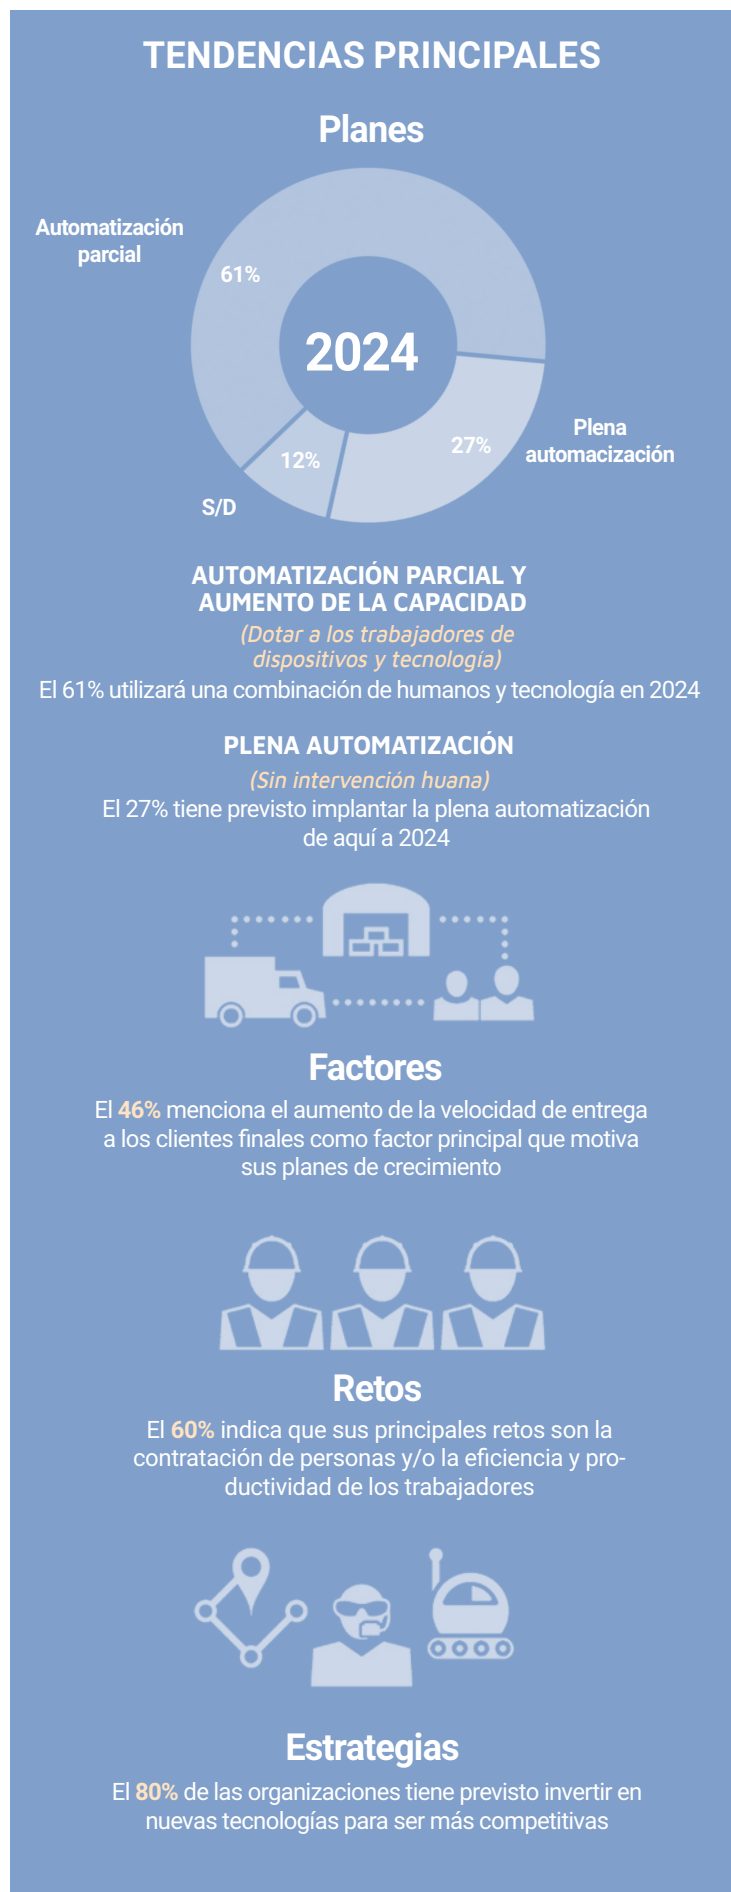 TENDENCIAS PRINCIPALES
Planes
Automatización
parcial
61%
2024
Plena
automacización
27%
12%
S/D
AUTOMATIZACIÓN PARCIAL Y
AUMENTO DE LA CAPACIDAD
(Dotar a los trabajadores de
dispositivos y tecnología)
El 61% utilizará una combinación de humanos y tecnología en 2024
PLENA AUTOMATIZACIÓN
(Sin intervención huana)
El 27% tiene previsto implantar la plena automatización
de aquí a 2024
Factores
El 46% menciona el aumento de la velocidad de entrega
a los clientes finales como factor principal que motiva
sus planes de crecimiento
Retos
El 60% indica que sus principales retos son la
contratación de personas y/o la eficiencia y pro-
ductividad de los trabajadores
Estrategias
El 80% de las organizaciones tiene previsto invertir en
nuevas tecnologías para ser más competitivas